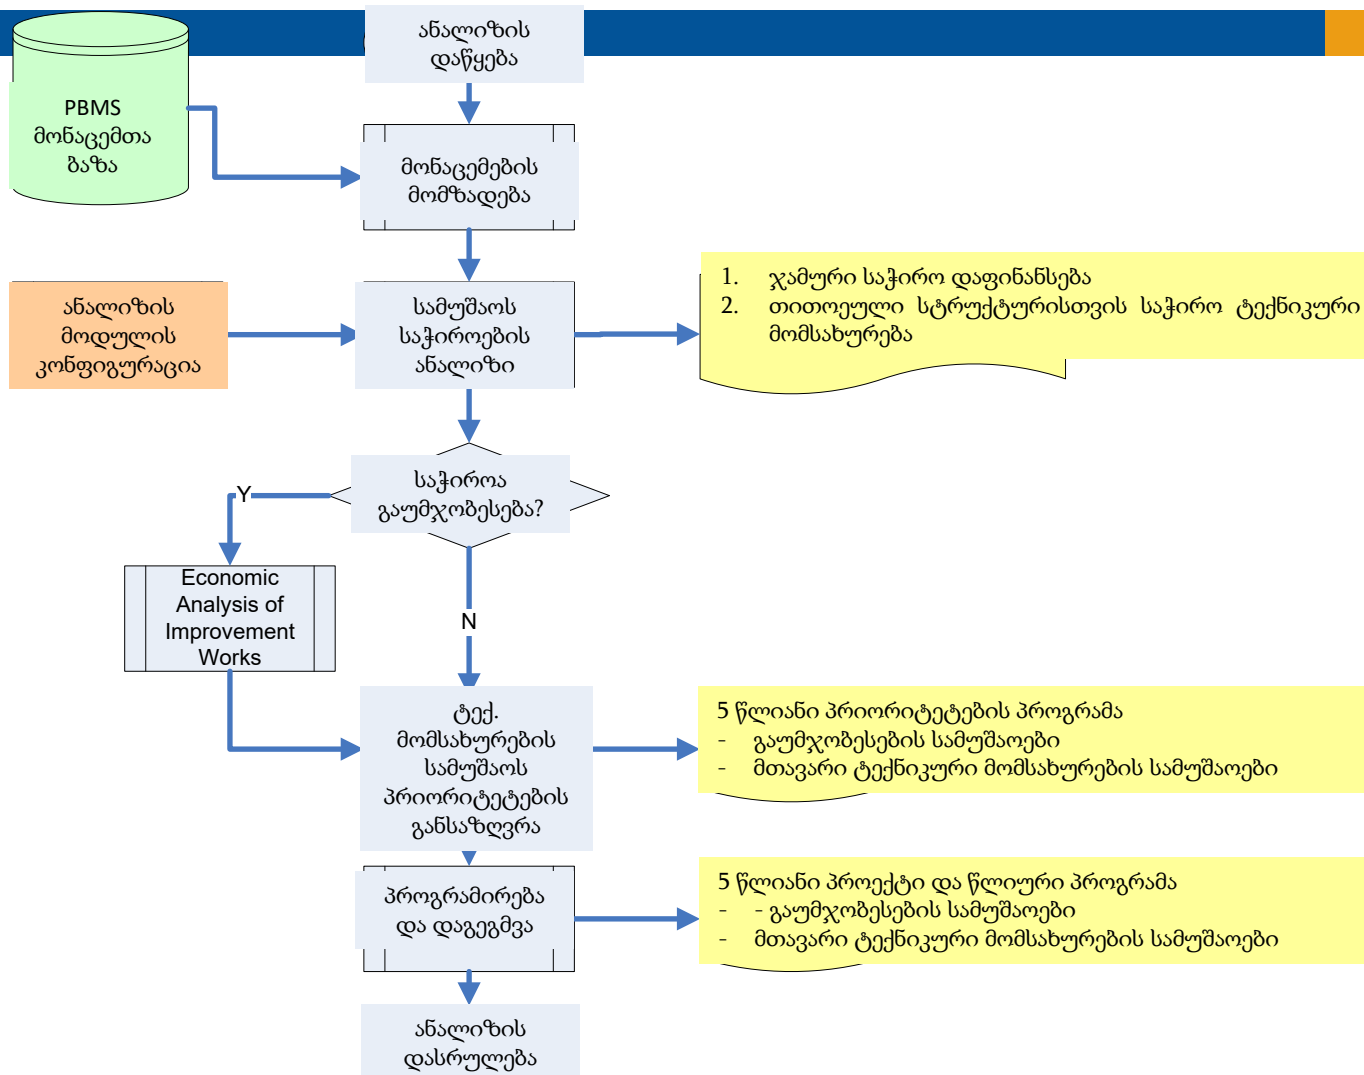 ანალიზის
დაწყება
PBMS
მონაცემთა
ბაზა
მონაცემების
მომზადება
ანალიზის
მოდულის
კონფიგურაცია
სამუშაოს
საჭიროების
ანალიზი
1. ჯამური საჭირო დაფინანსება
2. თითოეული სტრუქტურისთვის საჭირო ტექნიკური
მომსახურება
საჭიროა
გაუმჯობესება?
Y
Economic
Analysis of
Improvement
Works
N
ტექ.
მომსახურების
სამუშაოს
პრიორიტეტების
განსაზღვრა
5 წლიანი პრიორიტეტების პროგრამა
- გაუმჯობესების სამუშაოები
- მთავარი ტექნიკური მომსახურების სამუშაოები
პროგრამირება
და დაგეგმვა
5 წლიანი პროექტი და წლიური პროგრამა
- - გაუმჯობესების სამუშაოები
- მთავარი ტექნიკური მომსახურების სამუშაოები
ანალიზის
დასრულება